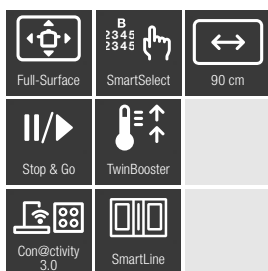 B
2345
2345
Full-Surface
SmartSelect
90 cm
Stop & Go
TwinBooster
Con@ctivity
3.0
SmartLine